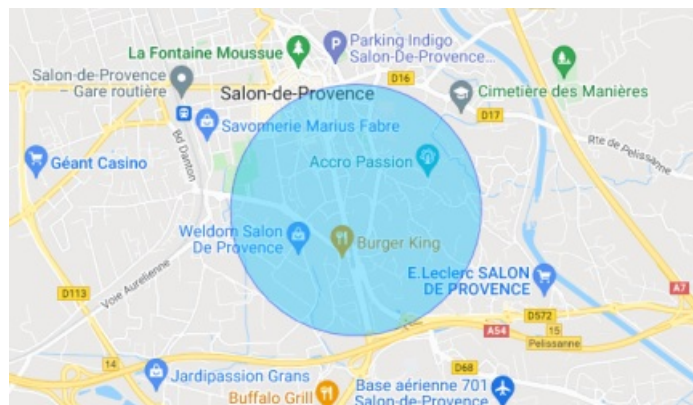 La Fontaine Moussue
Parking Indigo
Salon-De-Provence...
Salon-de-Provence
– Gare routière
D16
Salon-de-Provence
Cimetière des Manières
D17
Savonnerie Marius Fabre
Rte de Pelissanne
Géant Casino
Bd Danton
Accro Passion
Weldom Salon
De Provence
Burger King
Voie Aurelienne
E.Leclerc SALON
DE PROVENCE
D113
A7
D572
A54
15
Pelissanne
14
D68
Jardipassion Grans
Buffalo Grill
Base aérienne 701
Salon-de-Provence